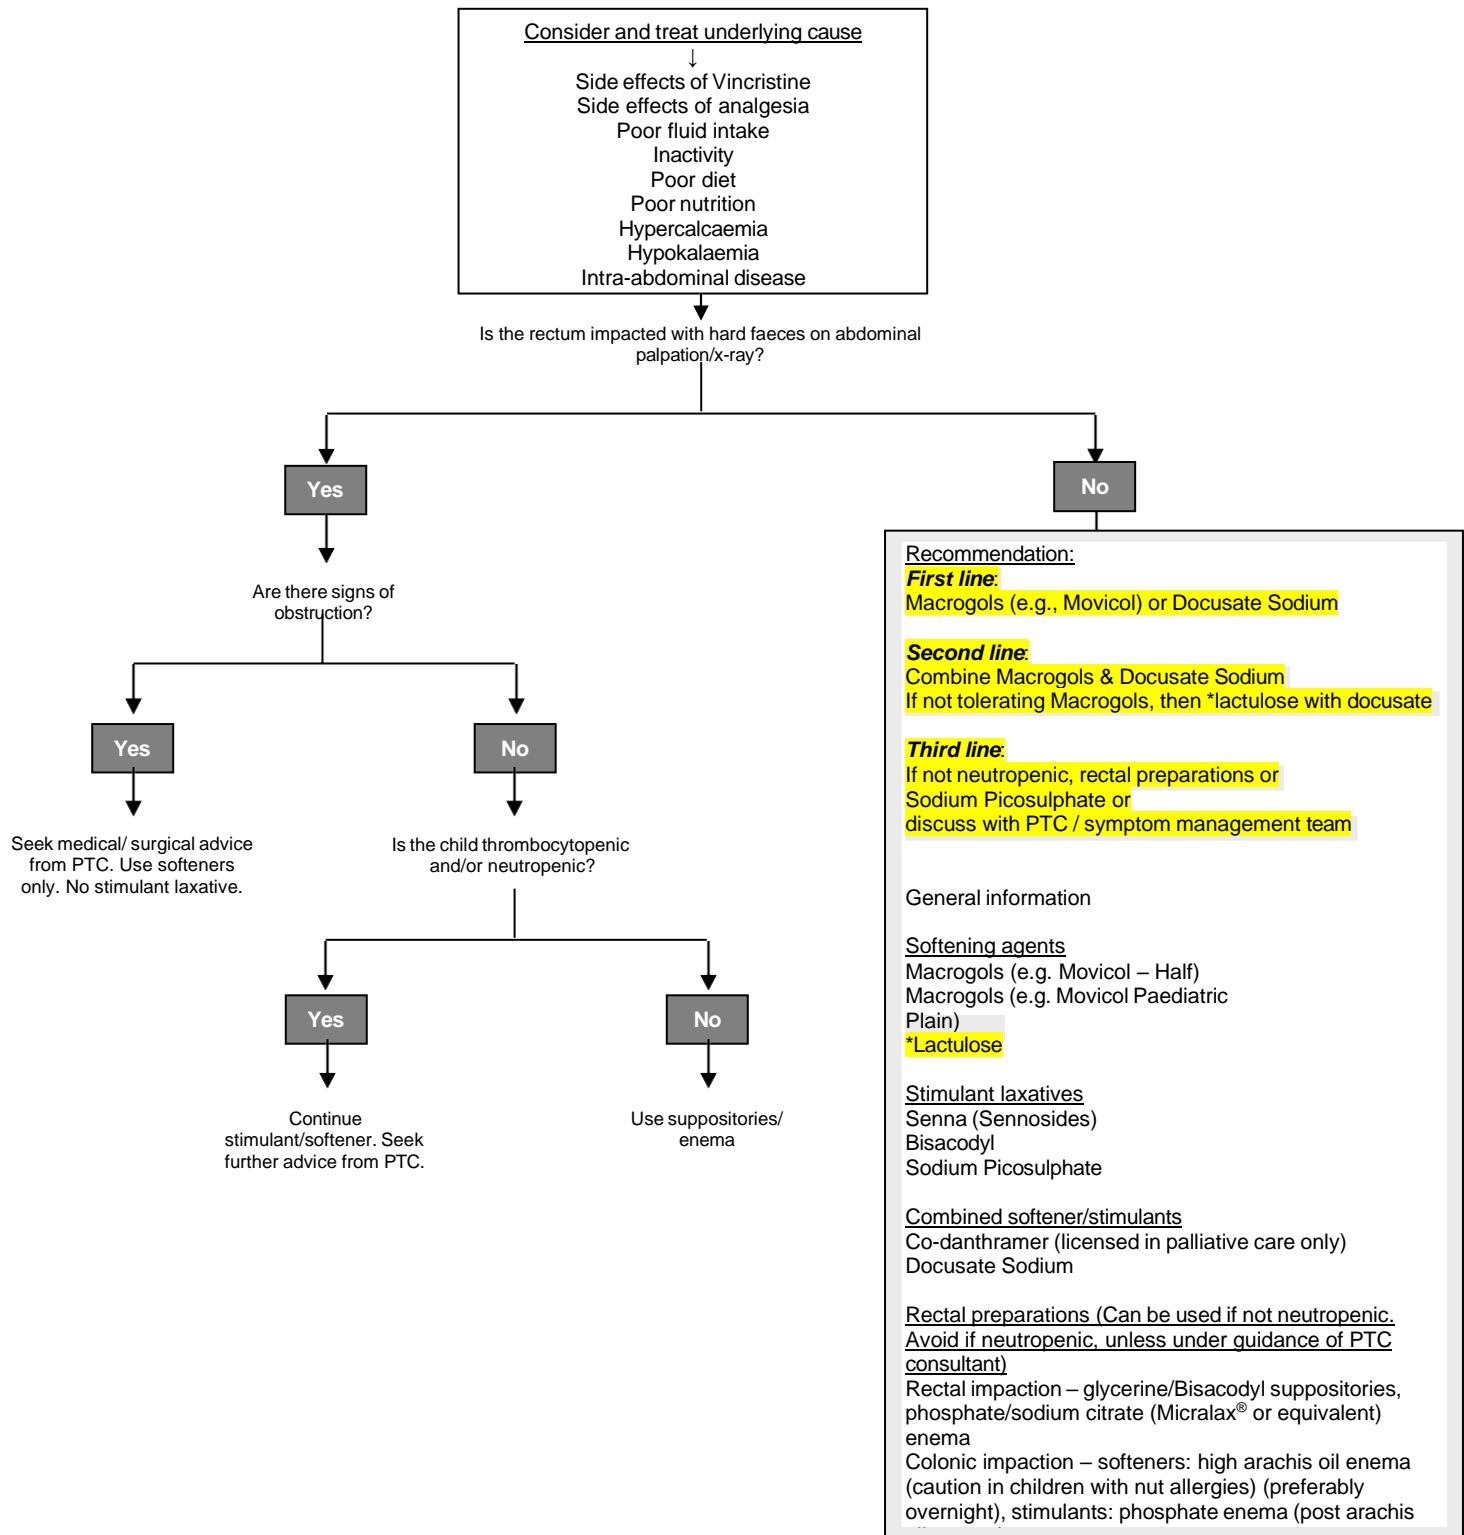 Consider and treat underlying cause
↓
Side effects of Vincristine
Side effects of analgesia
Poor fluid intake
Inactivity
Poor diet
Poor nutrition
Hypercalcaemia
Hypokalaemia
Intra-abdominal disease
Is the rectum impacted with hard faeces on abdominal
palpation/x-ray?
Yes
No
Are there signs of
obstruction?
Yes
No
Seek medical/ surgical advice
from PTC. Use softeners
only. No stimulant laxative.
Is the child thrombocytopenic
and/or neutropenic?
Yes
No
Continue
stimulant/softener. Seek
further advice from PTC.
Use suppositories/
enema
Recommendation:
First line:
Macrogols (e.g., Movicol) or Docusate Sodium
Second line:
Combine Macrogols & Docusate Sodium
If not tolerating Macrogols, then *lactulose with docusate
Third line:
If not neutropenic, rectal preparations or
Sodium Picosulphate or
discuss with PTC / symptom management team
General information
Softening agents
Macrogols (e.g. Movicol – Half)
Macrogols (e.g. Movicol Paediatric
Plain)
*Lactulose
Stimulant laxatives
Senna (Sennosides)
Bisacodyl
Sodium Picosulphate
Combined softener/stimulants
Co-danthramer (licensed in palliative care only)
Docusate Sodium
Rectal preparations (Can be used if not neutropenic.
Avoid if neutropenic, unless under guidance of PTC
consultant)
Rectal impaction – glycerine/Bisacodyl suppositories,
phosphate/sodium citrate (Micralax® or equivalent)
enema
Colonic impaction – softeners: high arachis oil enema
(caution in children with nut allergies) (preferably
overnight), stimulants: phosphate enema (post arachis